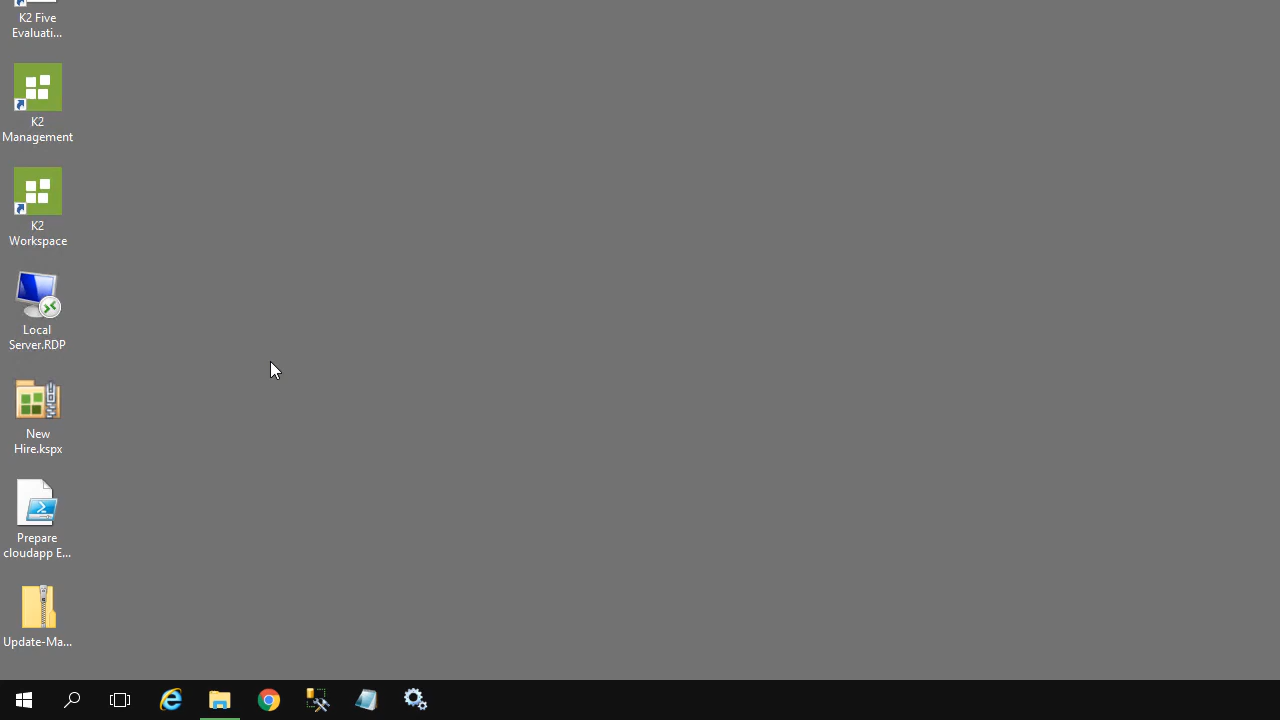 K2 Five
Evaluati...
K2
Management
K2
Workspace
Local
Server.RDP
New
Hire.kspx
Prepare
cloudapp E...
Update-Ma...